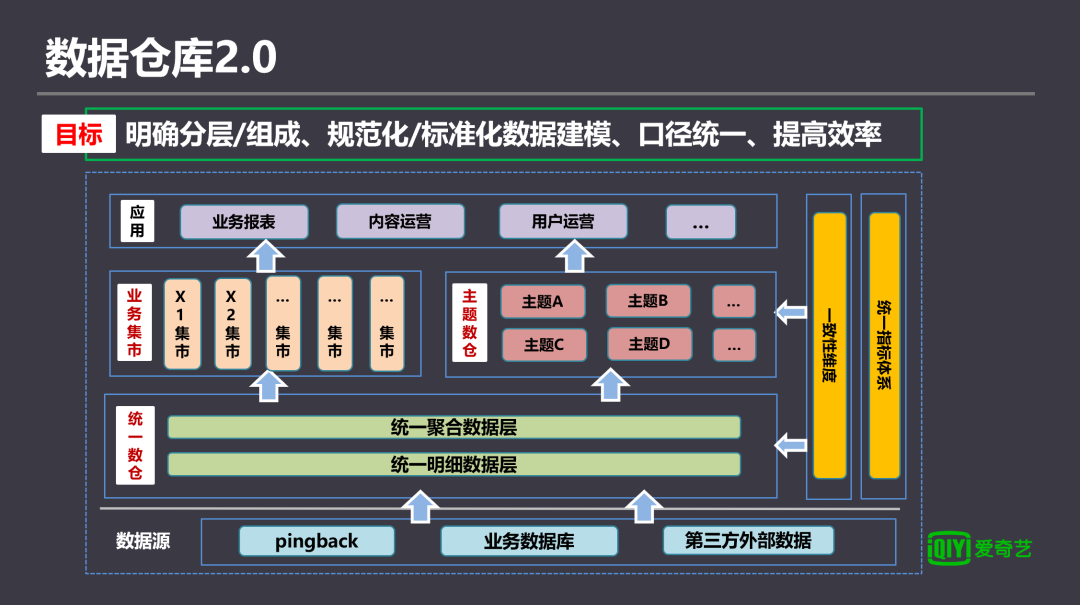 数据仓库2.0
目标
明确分层/组成、规范化/标准化数据建模、口径统一、提高效率
应用
业务报表
内容运营
用户运营
...
业务集市
X1集市
X2集市
...集市
...集市
...集市
主题数仓
主题A
主题B
...
主题C
主题D
...
一致性维度
统一指标体系
统一数仓
统一聚合数据层
统一明细数据层
数据源
pingback
业务数据库
第三方外部数据
iQIYI 爱奇艺